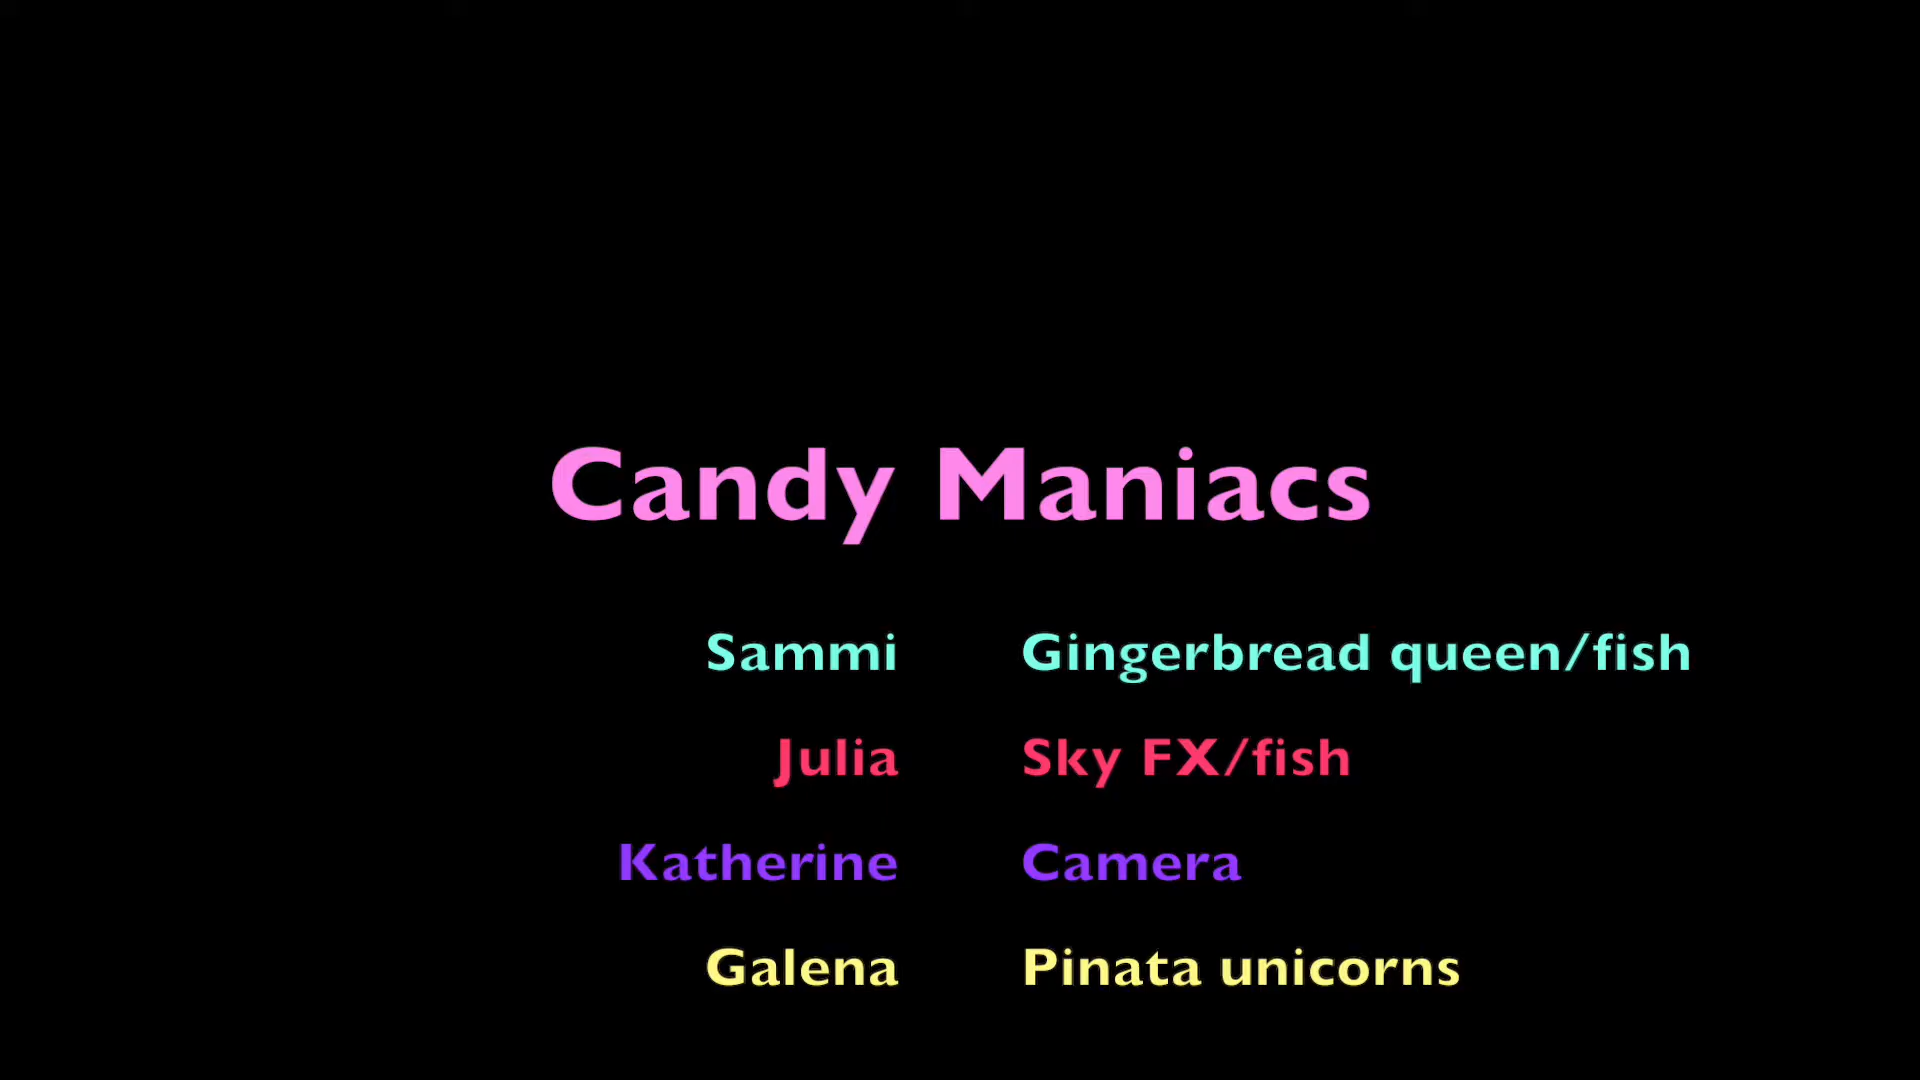 Candy Maniacs
Sammi Gingerbread queen/fish
Julia Sky FX/fish
Katherine Camera
Galena Pinata unicorns